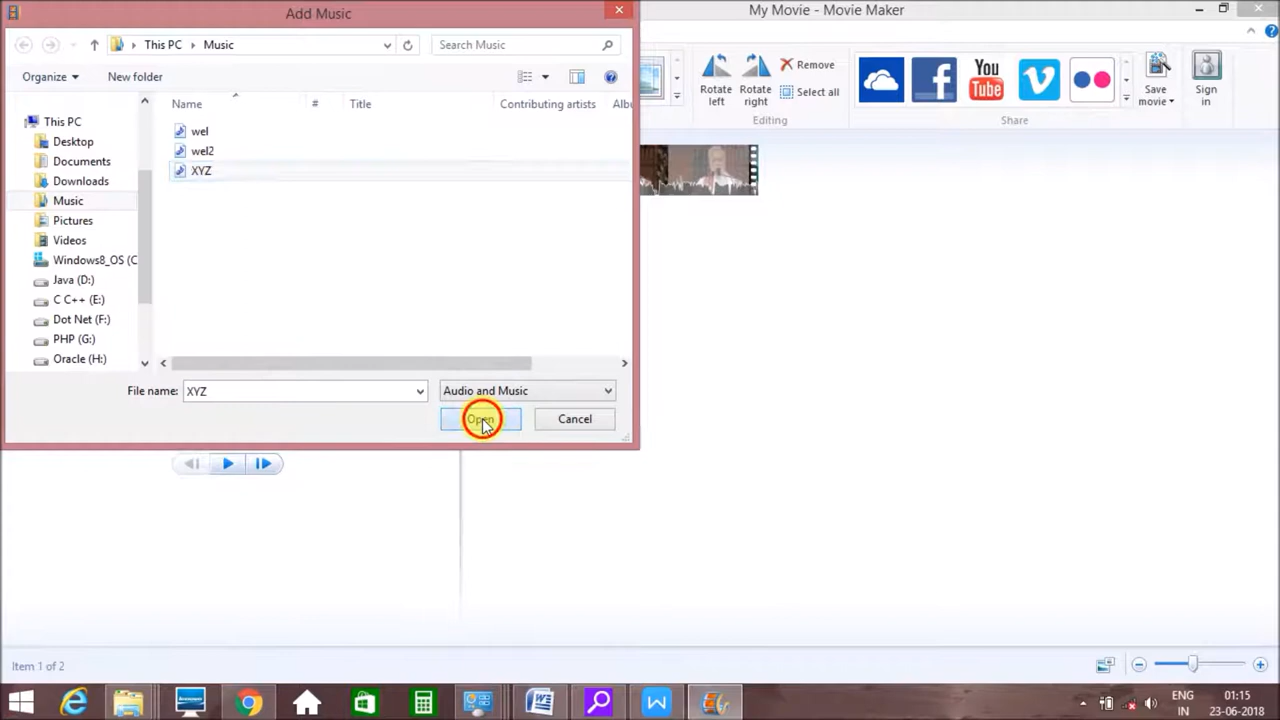 Add Music
My Movie - Movie Maker
This PC
Music
Search Music
Organize
New folder
Name
#
Title
Contributing artists
Albu
wel
wel2
XYZ
This PC
Desktop
Documents
Downloads
Music
Pictures
Videos
Windows8_OS (C
Java (D:)
C C++ (E:)
Dot Net (F:)
PHP (G:)
Oracle (H:)
File name:
XYZ
Audio and Music
Open
Cancel
Rotate left
Rotate right
Remove
Select all
Editing
You
Tube
Share
Save movie
Sign in
Item 1 of 2
ENG
IN
01:15
23-06-2018